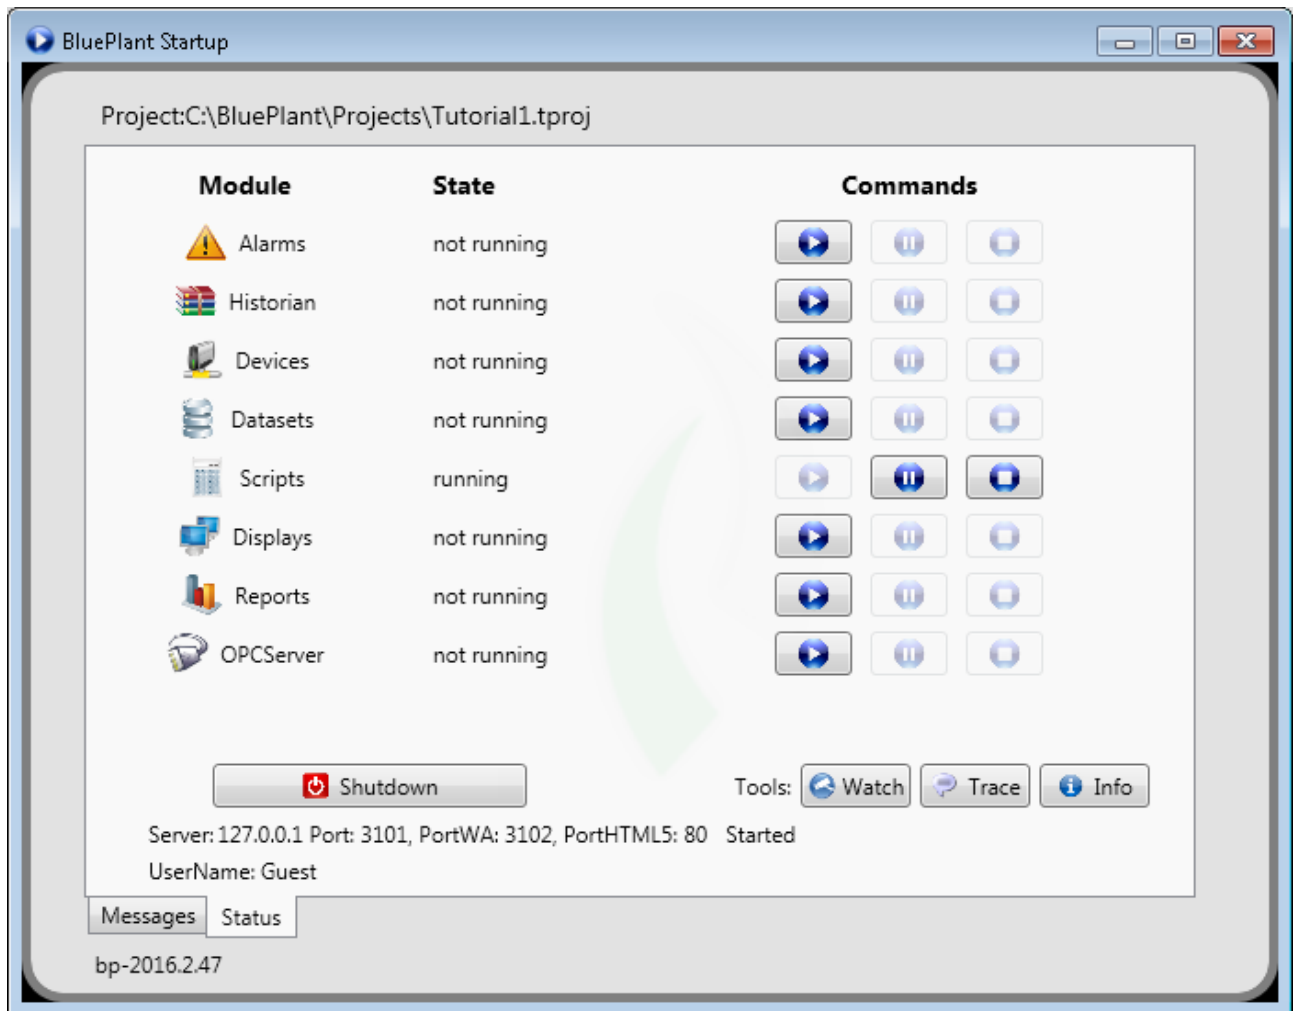 BluePlant Startup
Project:C:\BluePlant\Projects\Tutorial1.tproj
Module State Commands
Alarms not running
Historian not running
Devices not running
Datasets not running
Scripts running
Displays not running
Reports not running
OPCServer not running
Shutdown Tools: Watch Trace Info
Server: 127.0.0.1 Port: 3101, PortWA: 3102, PortHTML5: 80 Started
UserName: Guest
Messages Status
bp-2016.2.47